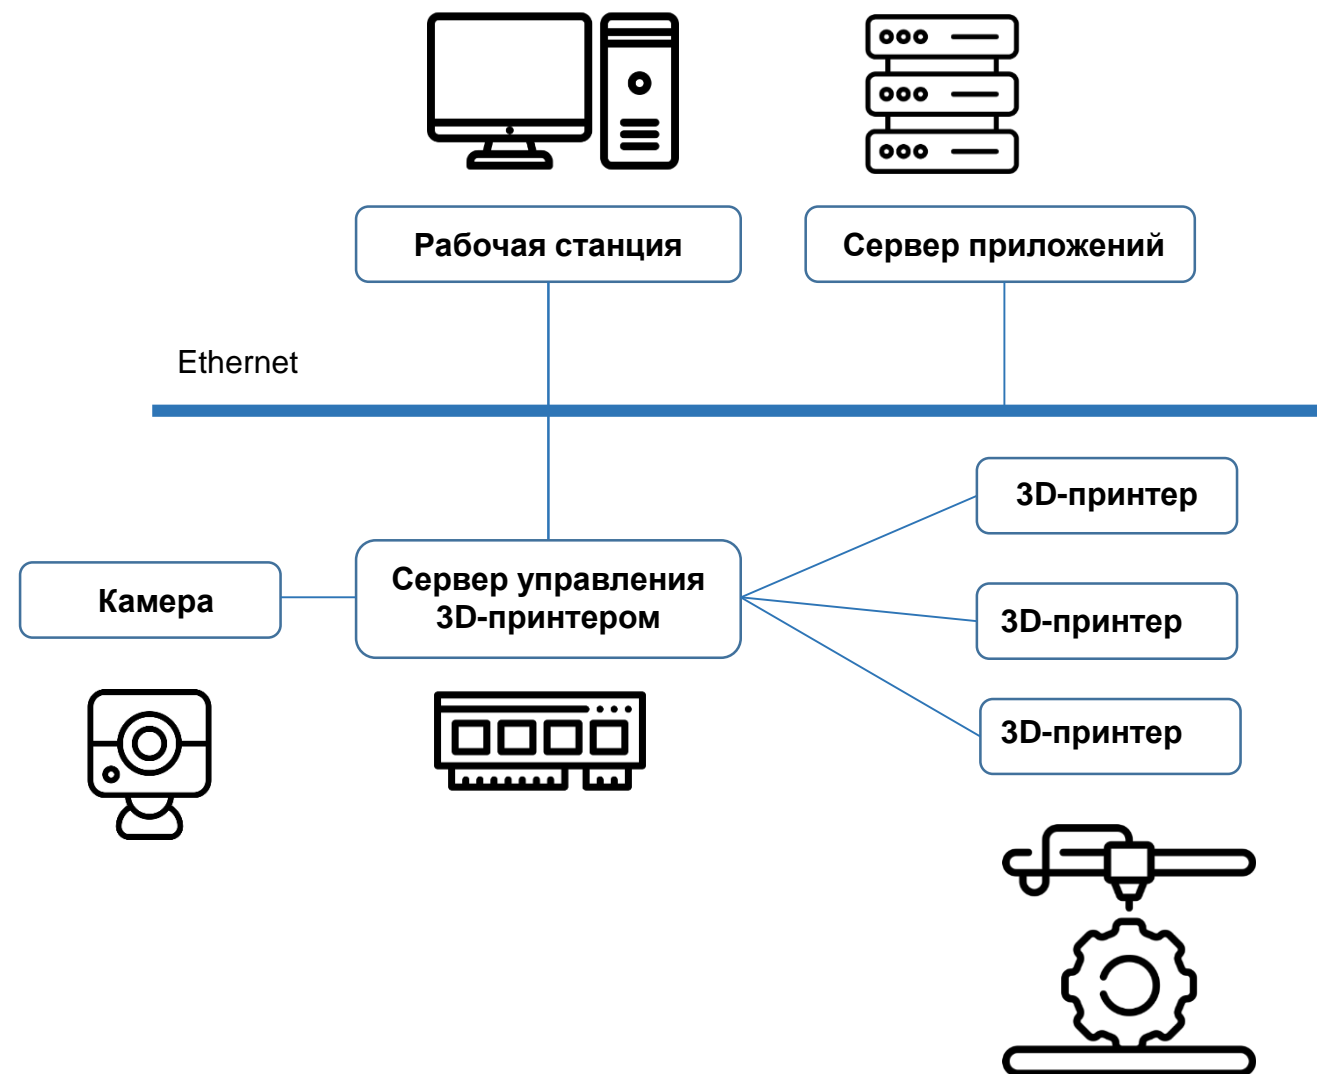 Рабочая станция
Сервер приложений
Ethernet
3D-принтер
Камера
Сервер управления
3D-принтером
3D-принтер
3D-принтер